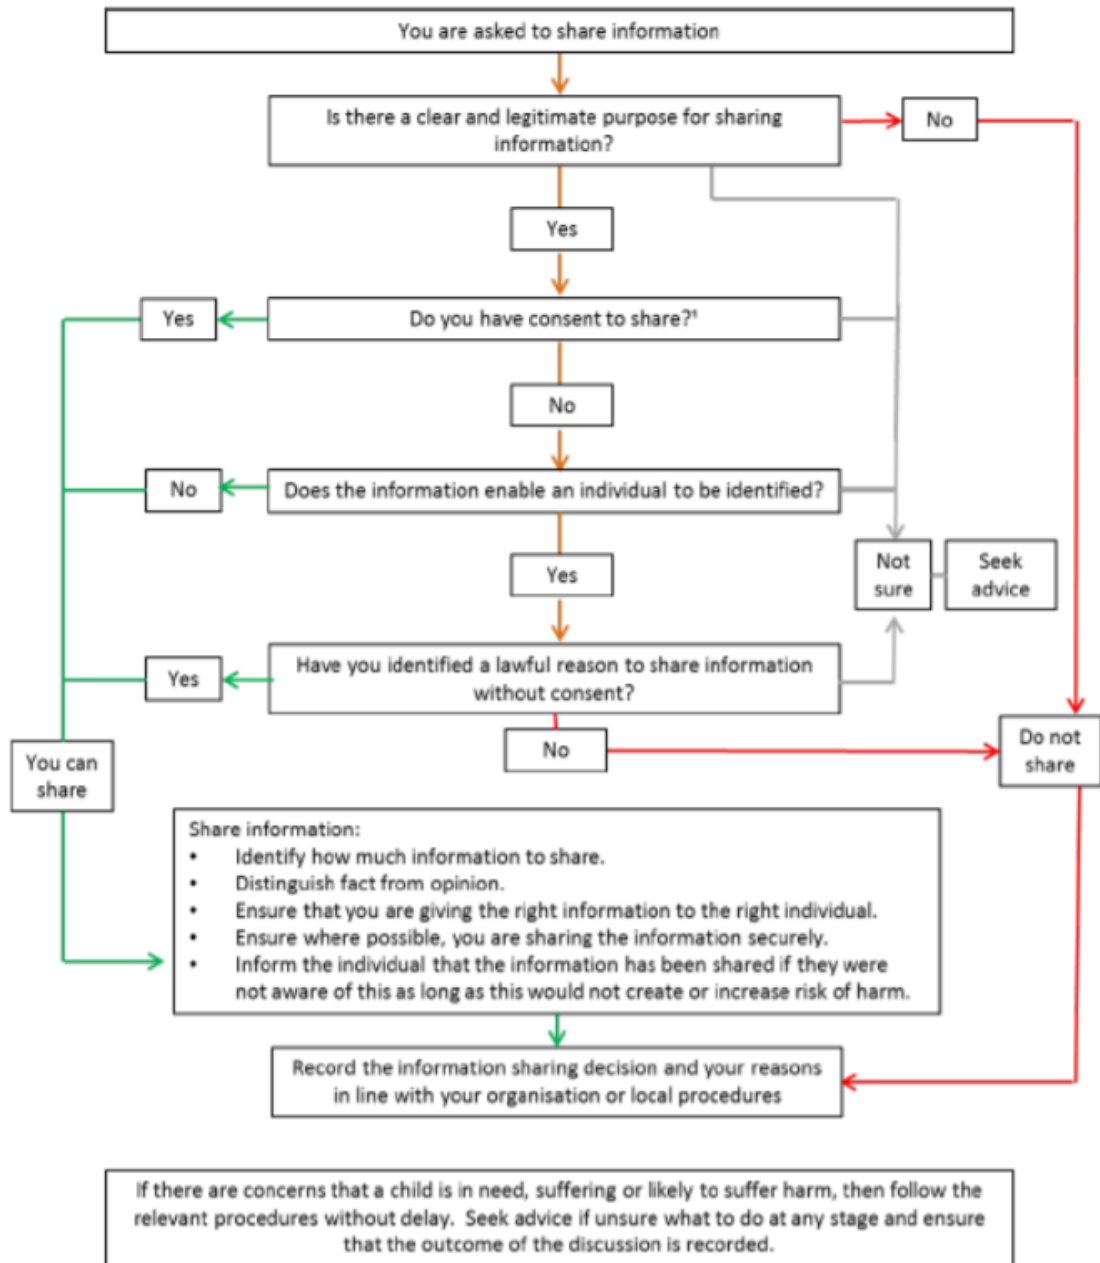 You are asked to share information
Is there a clear and legitimate purpose for sharing
information?
No
Yes
Yes
Do you have consent to share?¹
No
No
Does the information enable an individual to be identified?
Yes
Not
sure
Seek
advice
Yes
Have you identified a lawful reason to share information
without consent?
No
You can
share
Do not
share
Share information:
• Identify how much information to share.
• Distinguish fact from opinion.
• Ensure that you are giving the right information to the right individual.
• Ensure where possible, you are sharing the information securely.
• Inform the individual that the information has been shared if they were
not aware of this as long as this would not create or increase risk of harm.
Record the information sharing decision and your reasons
in line with your organisation or local procedures
If there are concerns that a child is in need, suffering or likely to suffer harm, then follow the
relevant procedures without delay.  Seek advice if unsure what to do at any stage and ensure
that the outcome of the discussion is recorded.